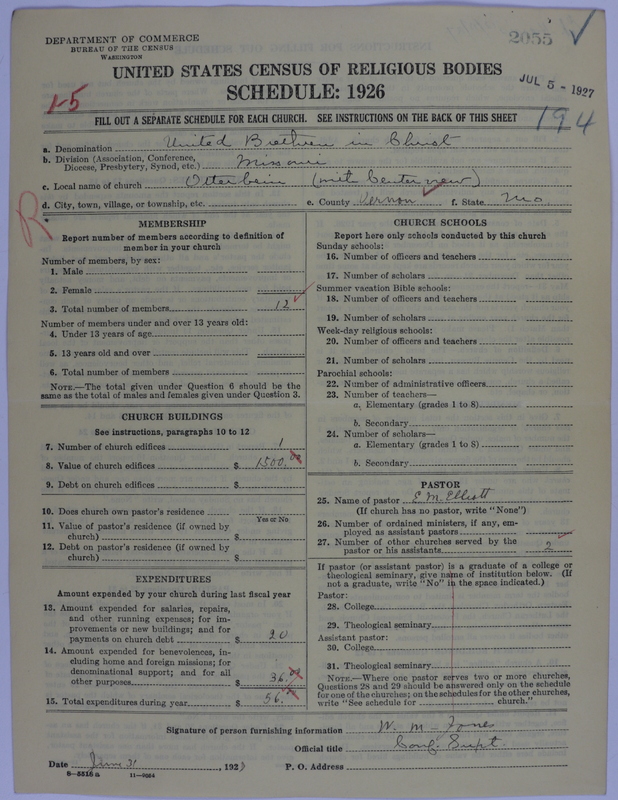 DEPARTMENT OF COMMERCE
BUREAU OF THE CENSUS
WASHINGTON
2055
JUL 5 - 1927
UNITED STATES CENSUS OF RELIGIOUS BODIES
SCHEDULE: 1926
1-5
194
FILL OUT A SEPARATE SCHEDULE FOR EACH CHURCH. SEE INSTRUCTIONS ON THE BACK OF THIS SHEET
a. Denomination United Brethren in Christ
b. Division (Association, Conference,
Diocese, Presbytery, Synod, etc.) Missouri
c. Local name of church Otterbein (with Center view)
d. City, town, village, or township, etc. e. County Vernon f. State Mo.
R
MEMBERSHIP
Report number of members according to definition of
member in your church
Number of members, by sex:
1. Male
2. Female
3. Total number of members 12
Number of members under and over 13 years old:
4. Under 13 years of age
5. 13 years old and over
6. Total number of members
NOTE.—The total given under Question 6 should be the
same as the total of males and females given under Question 3.
CHURCH BUILDINGS
See instructions, paragraphs 10 to 12
7. Number of church edifices 1
8. Value of church edifices $ 1500.00
9. Debt on church edifices $
10. Does church own pastor's residence
Yes or No
11. Value of pastor's residence (if owned by
church) $
12. Debt on pastor's residence (if owned by
church) $
EXPENDITURES
Amount expended by your church during last fiscal year
13. Amount expended for salaries, repairs,
and other running expenses; for im-
provements or new buildings; and for
payments on church debt $ 20
14. Amount expended for benevolences, in-
cluding home and foreign missions; for
denominational support; and for all
other purposes $ 36.00
15. Total expenditures during year $ 56.00
CHURCH SCHOOLS
Report here only schools conducted by this church
Sunday schools:
16. Number of officers and teachers
17. Number of scholars
Summer vacation Bible schools:
18. Number of officers and teachers
19. Number of scholars
Week-day religious schools:
20. Number of officers and teachers
21. Number of scholars
Parochial schools:
22. Number of administrative officers
23. Number of teachers—
a. Elementary (grades 1 to 8)
b. Secondary
24. Number of scholars—
a. Elementary (grades 1 to 8)
b. Secondary
PASTOR
25. Name of pastor E. M. Elliott
(If church has no pastor, write "None")
26. Number of ordained ministers, if any, em-
ployed as assistant pastors
27. Number of other churches served by the
pastor or his assistants 2
If pastor (or assistant pastor) is a graduate of a college or
theological seminary, give name of institution below. (If
not a graduate, write "No" in the space indicated.)
Pastor:
28. College
29. Theological seminary
Assistant pastor:
30. College
31. Theological seminary
NOTE.—Where one pastor serves two or more churches,
Questions 28 and 29 should be answered only on the schedule
for one of the churches; on the schedules for the other churches,
write "See schedule for church."
Signature of person furnishing information W. M. Jones
Official title Conf. Supt.
Date June 31, 1927 P. O. Address
8-5516 a 11-9064